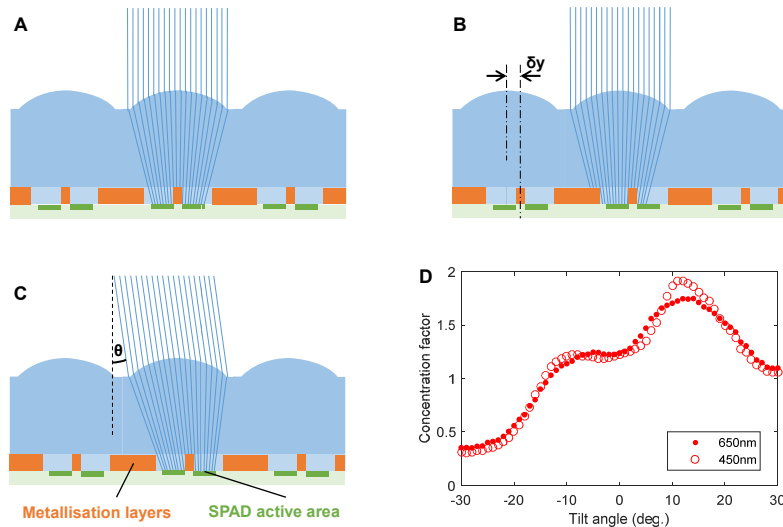 A
B
δy
C
θ
Metallisation layers
SPAD active area
D
2
1.5
1
0.5
0
Concentration factor
-30
-20
-10
0
10
20
30
Tilt angle (deg.)
650nm
450nm